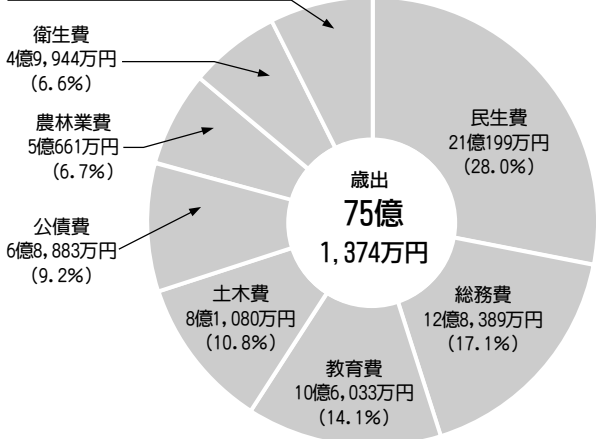 衛生費
4億9,944万円
(6.6%)
農林業費
5億661万円
(6.7%)
公債費
6億8,883万円
(9.2%)
土木費
8億1,080万円
(10.8%)
教育費
10億6,033万円
(14.1%)
総務費
12億8,389万円
(17.1%)
民生費
21億199万円
(28.0%)
歳出
75億
1,374万円